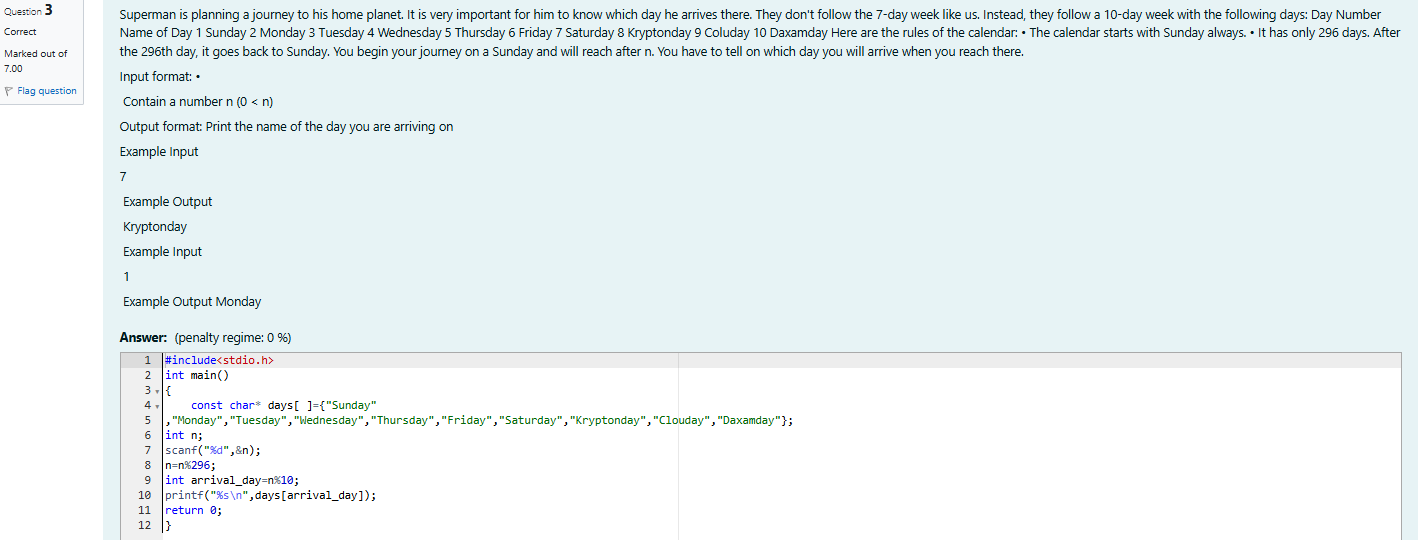 Question 3
Correct
Marked out of
7.00
Flag question
Superman is planning a journey to his home planet. It is very important for him to know which day he arrives there. They don't follow the 7-day week like us. Instead, they follow a 10-day week with the following days: Day Number
Name of Day 1 Sunday 2 Monday 3 Tuesday 4 Wednesday 5 Thursday 6 Friday 7 Saturday 8 Kryptonday 9 Coluday 10 Daxamday Here are the rules of the calendar: • The calendar starts with Sunday always. • It has only 296 days. After
the 296th day, it goes back to Sunday. You begin your journey on a Sunday and will reach after n. You have to tell on which day you will arrive when you reach there.
Input format: •
Contain a number n (0 < n)
Output format: Print the name of the day you are arriving on
Example Input
7
Example Output
Kryptonday
Example Input
1
Example Output Monday
Answer: (penalty regime: 0 %)
1 #include<stdio.h>
2 int main()
3 {
4 const char* days[ ]={"Sunday"
5 ,"Monday","Tuesday","Wednesday","Thursday","Friday","Saturday","Kryptonday","Clouday","Daxamday"};
6 int n;
7 scanf("%d",&n);
8 n=n%296;
9 int arrival_day=n%10;
10 printf("%s\n",days[arrival_day]);
11 return 0;
12 }